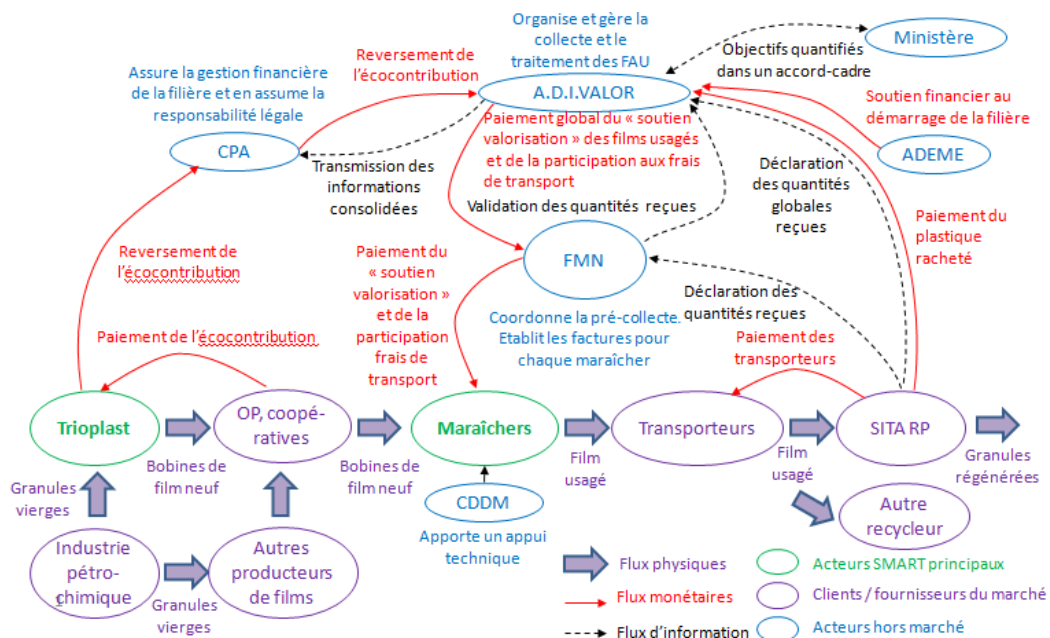 Organise et gère la
collecte et le
traitement des FAU
A.D.I.VALOR
Objectifs quantifiés
dans un accord-cadre
Ministère
Reversement de
l'écocontribution
Assure la gestion financière
de la filière et en assume la
responsabilité légale
CPA
Transmission des
informations
consolidées
Paiement global du « soutien
valorisation » des films usagés
et de la participation aux frais
de transport
Soutien financier au
démarrage de la filière
ADEME
Déclaration
des quantités
globales
reçues
Validation des quantités reçues
Paiement du
plastique
racheté
Reversement de
l'écocontribution
Paiement du
« soutien
valorisation »
et de la
participation
frais de
transport
FMN
Déclaration des
quantités reçues
Coordonne la pré-collecte.
Etablit les factures pour
chaque maraîcher
Paiement de l'écocontribution
Paiement des
transporteurs
Trioplast
OP, coopé-
ratives
Maraîchers
Transporteurs
SITA RP
Bobines de
film neuf
Bobines de
film neuf
Film
usagé
Film
usagé
Granules
régénérées
Granules
vierges
CDDM
Apporte un appui
technique
Autre
recycleur
Industrie
pétro-
chimique
Granules
vierges
Autres
producteurs
de films
Flux physiques
Flux monétaires
Flux d'information
Acteurs SMART principaux
Clients / fournisseurs du marché
Acteurs hors marché